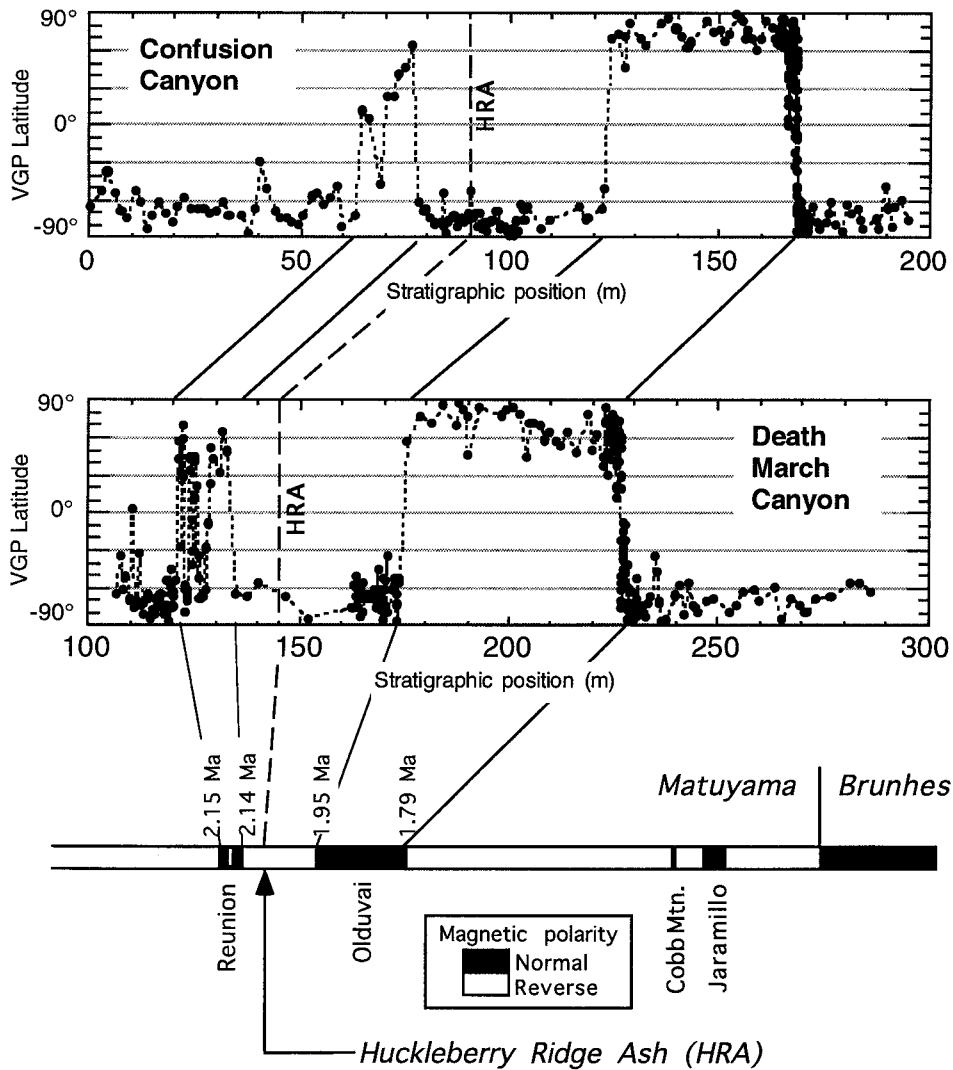 90°
Confusion
Canyon
HRA
VGP Latitude
0°
-90°
0
50
100
150
200
Stratigraphic position (m)
90°
Death
March
Canyon
HRA
VGP Latitude
0°
-90°
100
150
200
250
300
Stratigraphic position (m)
2.15 Ma
2.14 Ma
1.95 Ma
1.79 Ma
Matuyama
Brunhes
Reunion
Olduvai
Cobb Mtn.
Jaramillo
Magnetic polarity
Normal
Reverse
Huckleberry Ridge Ash (HRA)